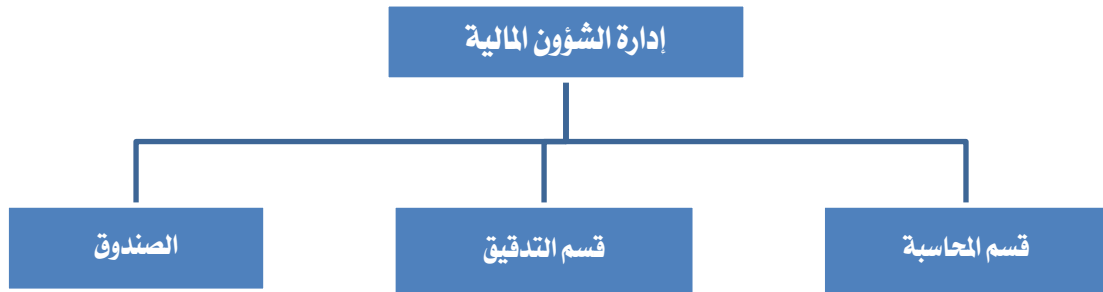 إدارة الشؤون المالية
قسم المحاسبة
قسم التدقيق
الصندوق